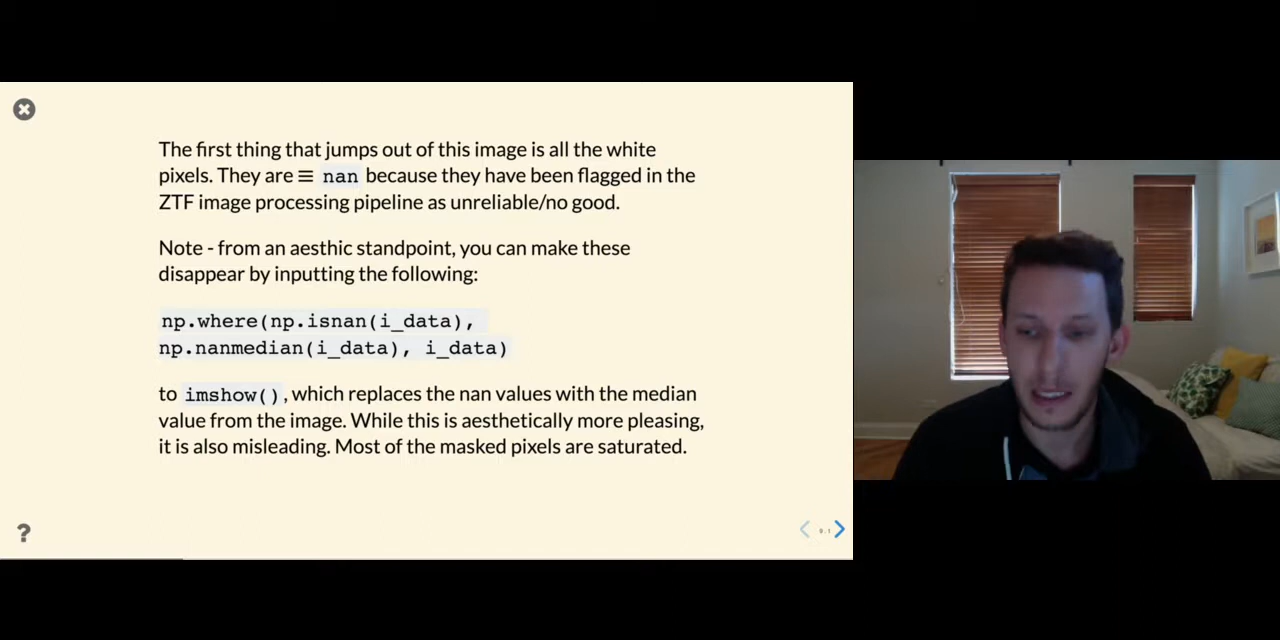 The first thing that jumps out of this image is all the white
pixels. They are ≡ nan because they have been flagged in the
ZTF image processing pipeline as unreliable/no good.
Note - from an aesthic standpoint, you can make these
disappear by inputting the following:
np.where(np.isnan(i_data),
np.nanmedian(i_data), i_data)
to imshow(), which replaces the nan values with the median
value from the image. While this is aesthetically more pleasing,
it is also misleading. Most of the masked pixels are saturated.
?
9.1